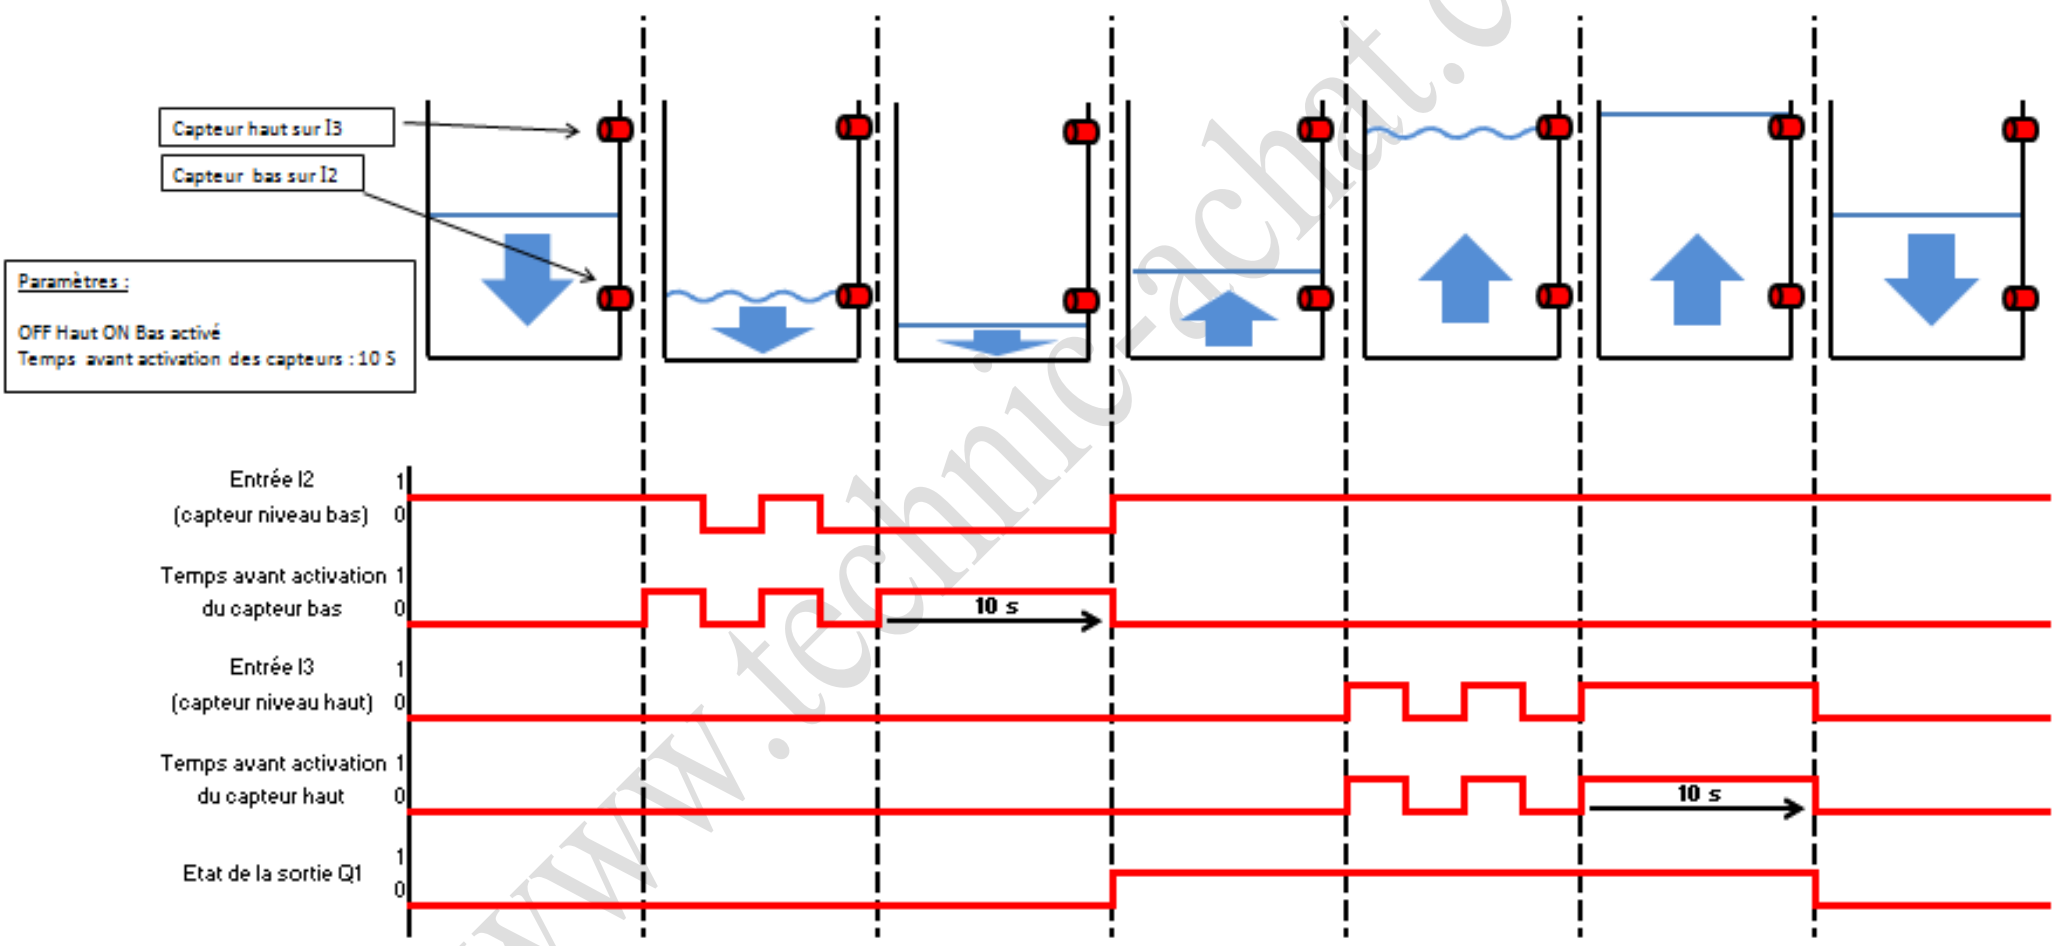 Capteur haut sur I3
Capteur bas sur I2
Paramètres :
OFF Haut ON Bas activé
Temps avant activation des capteurs : 10 S
Entrée I2
(capteur niveau bas)
1
0
Temps avant activation
du capteur bas
1
0
10 s
Entrée I3
(capteur niveau haut)
1
0
Temps avant activation
du capteur haut
1
0
10 s
Etat de la sortie Q1
1
0
www.technic-achat.c